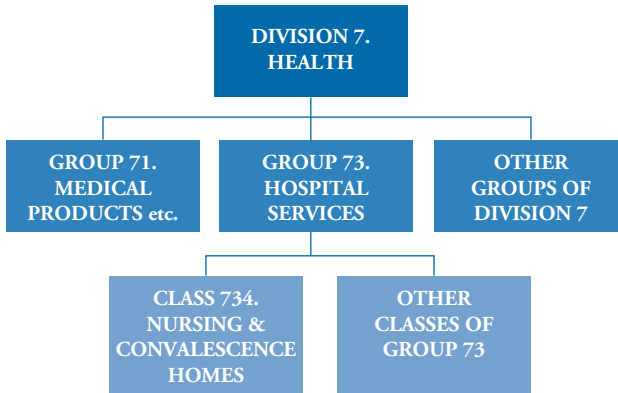 DIVISION 7.
HEALTH
GROUP 71.
MEDICAL
PRODUCTS etc.
GROUP 73.
HOSPITAL
SERVICES
OTHER
GROUPS OF
DIVISION 7
CLASS 734.
NURSING &
CONVALESCENCE
HOMES
OTHER
CLASSES OF
GROUP 73